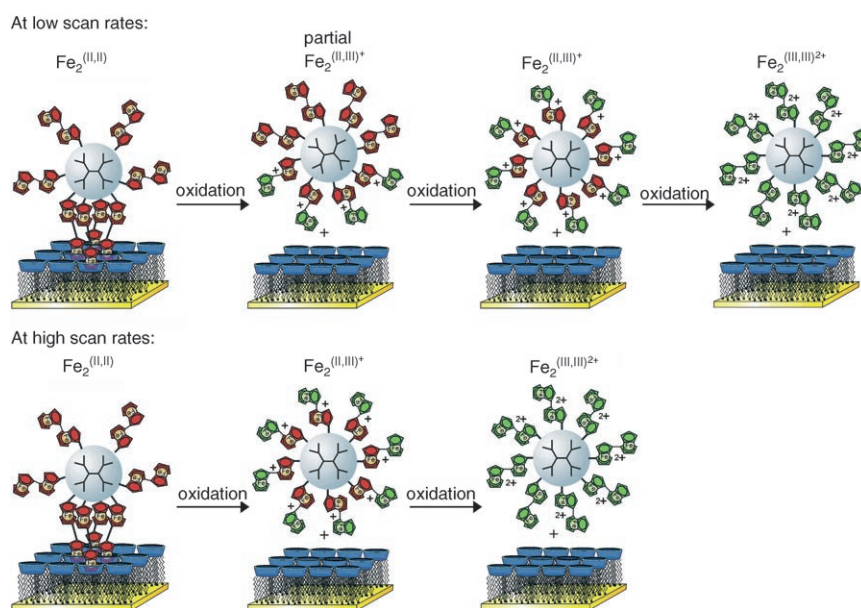 At low scan rates:
Fe₂⁽ᴵᴵ,ᴵᴵ⁾
partial
Fe₂⁽ᴵᴵ,ᴵᴵᴵ⁾⁺
Fe₂⁽ᴵᴵ,ᴵᴵᴵ⁾⁺
Fe₂⁽ᴵᴵᴵ,ᴵᴵᴵ⁾²⁺
oxidation
oxidation
oxidation
+
+
+
At high scan rates:
Fe₂⁽ᴵᴵ,ᴵᴵ⁾
Fe₂⁽ᴵᴵ,ᴵᴵᴵ⁾⁺
Fe₂⁽ᴵᴵᴵ,ᴵᴵᴵ⁾²⁺
oxidation
oxidation
+
+